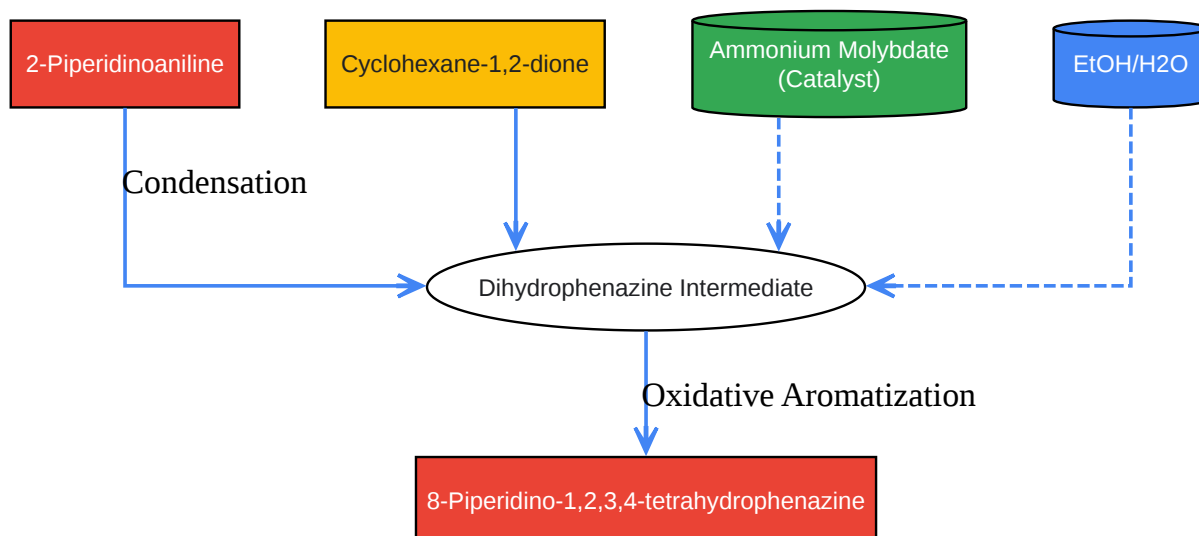 2-Piperidinoaniline
Cyclohexane-1,2-dione
Ammonium Molybdate
(Catalyst)
EtOH/H2O
Condensation
Dihydrophenazine Intermediate
Oxidative Aromatization
8-Piperidino-1,2,3,4-tetrahydrophenazine